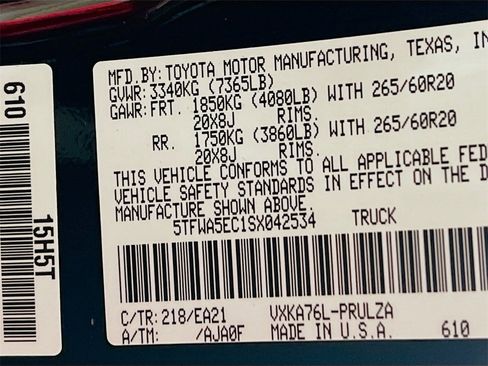 MFD.BY: TOYOTA MOTOR MANUFACTURING, TEXAS,
GVWR: 3340KG (7365LB)
GAWR: FRT. 1850KG (4080LB) WITH 265/60R20
20X8J RIMS.
RR. 1750KG (3860LB) WITH 265/60R20
20X8J RIMS.
THIS VEHICLE CONFORMS TO ALL APPLICABLE FED
VEHICLE SAFETY STANDARDS IN EFFECT ON THE D
MANUFACTURE SHOWN ABOVE.
5TFWA5EC1SX042534 TRUCK
C/TR: 218/EA21 VXKA76L-PRULZA
A/TM: /AJA0F MADE IN U.S.A. 610
610
15H5T